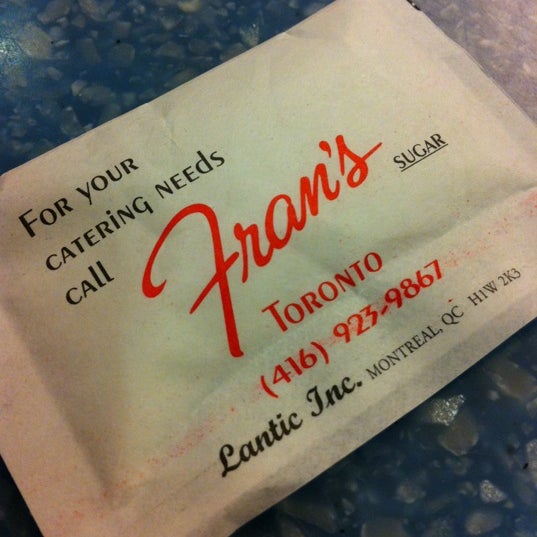 For your
catering needs
call
Fran's
SUGAR
Toronto
(416) 923-9867
Lantic Inc. MONTREAL, QC H1W 2K3